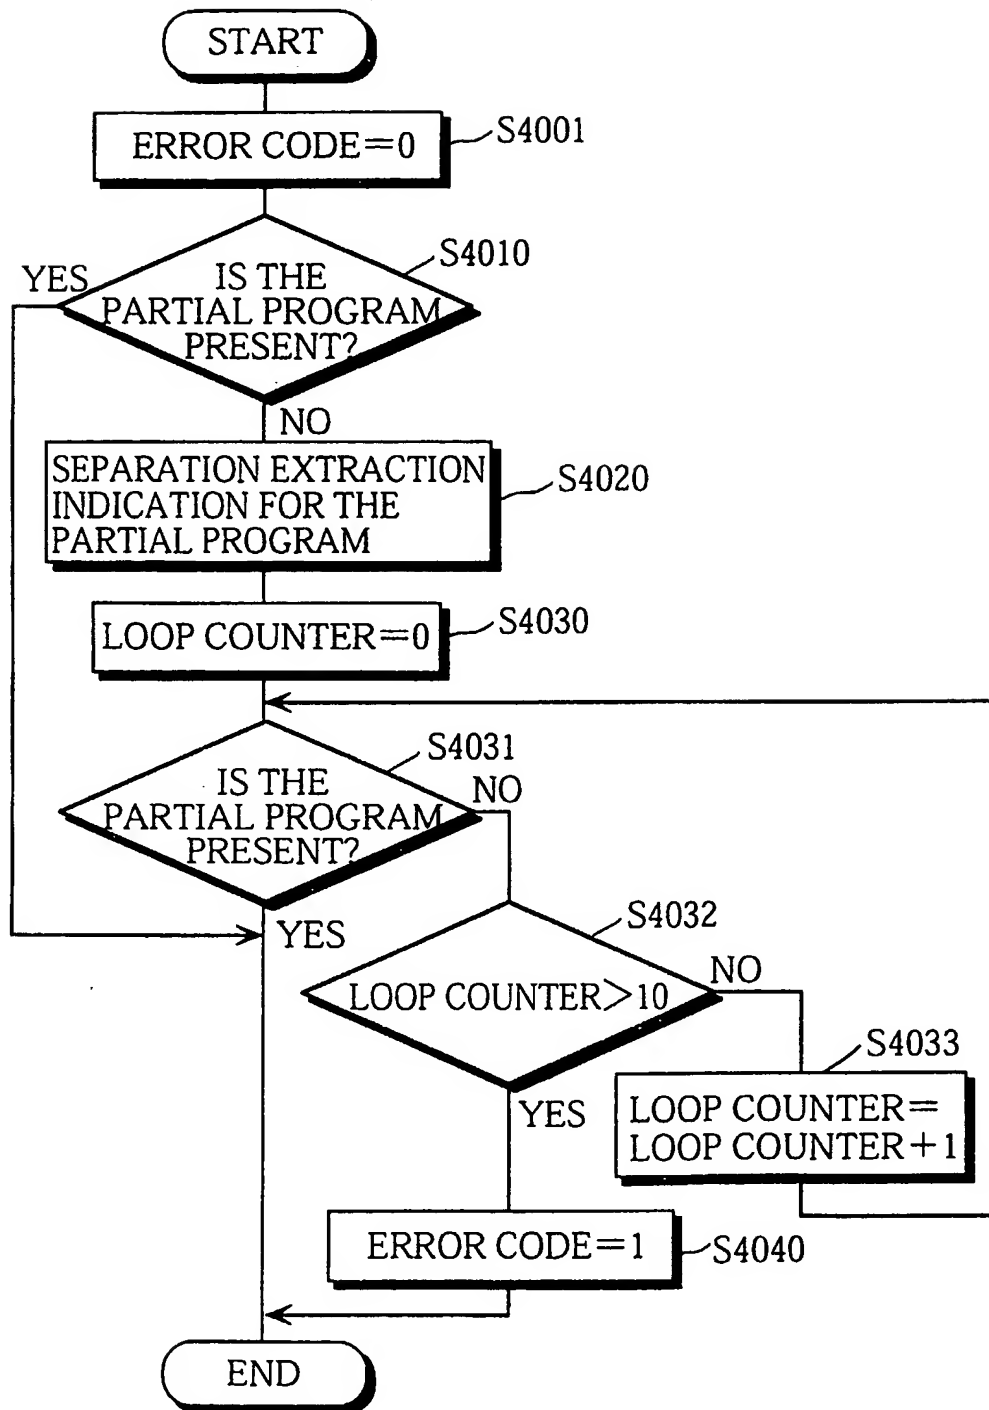 START
ERROR CODE=0
S4001
S4010
YES
IS THE
PARTIAL PROGRAM
PRESENT?
NO
SEPARATION EXTRACTION
INDICATION FOR THE
PARTIAL PROGRAM
S4020
LOOP COUNTER=0
S4030
S4031
IS THE
PARTIAL PROGRAM
PRESENT?
NO
YES
S4032
LOOP COUNTER>10
NO
YES
S4033
LOOP COUNTER=
LOOP COUNTER+1
ERROR CODE=1
S4040
END